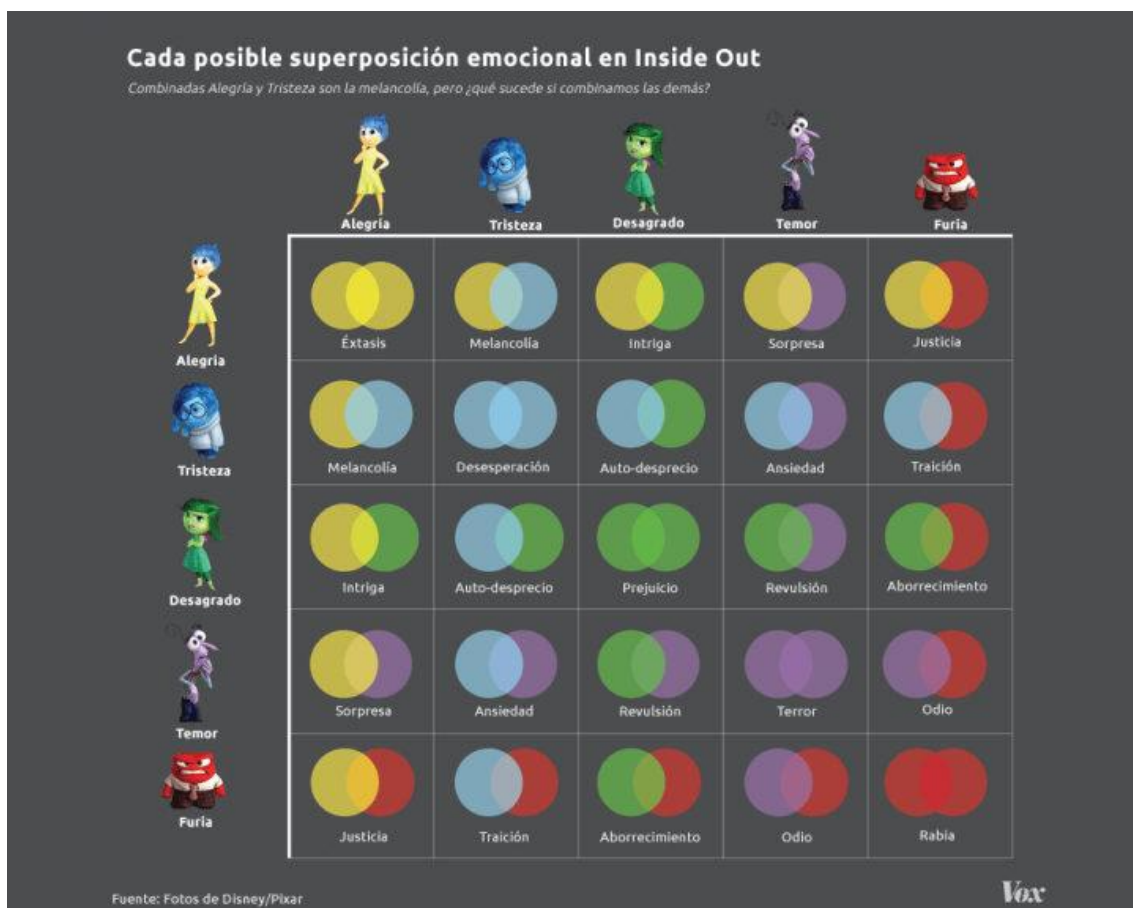 Cada posible superposición emocional en Inside Out
Combinadas Alegría y Tristeza son la melancolía, pero ¿qué sucede si combinamos las demás?
Alegría Tristeza Desagrado Temor Furia
Alegría
Éxtasis Melancolía Intriga Sorpresa Justicia
Tristeza
Melancolía Desesperación Auto-desprecio Ansiedad Traición
Desagrado
Intriga Auto-desprecio Prejuicio Revulsión Aborrecimiento
Temor
Sorpresa Ansiedad Revulsión Terror Odio
Furia
Justicia Traición Aborrecimiento Odio Rabia
Fuente: Fotos de Disney/Pixar
Vox